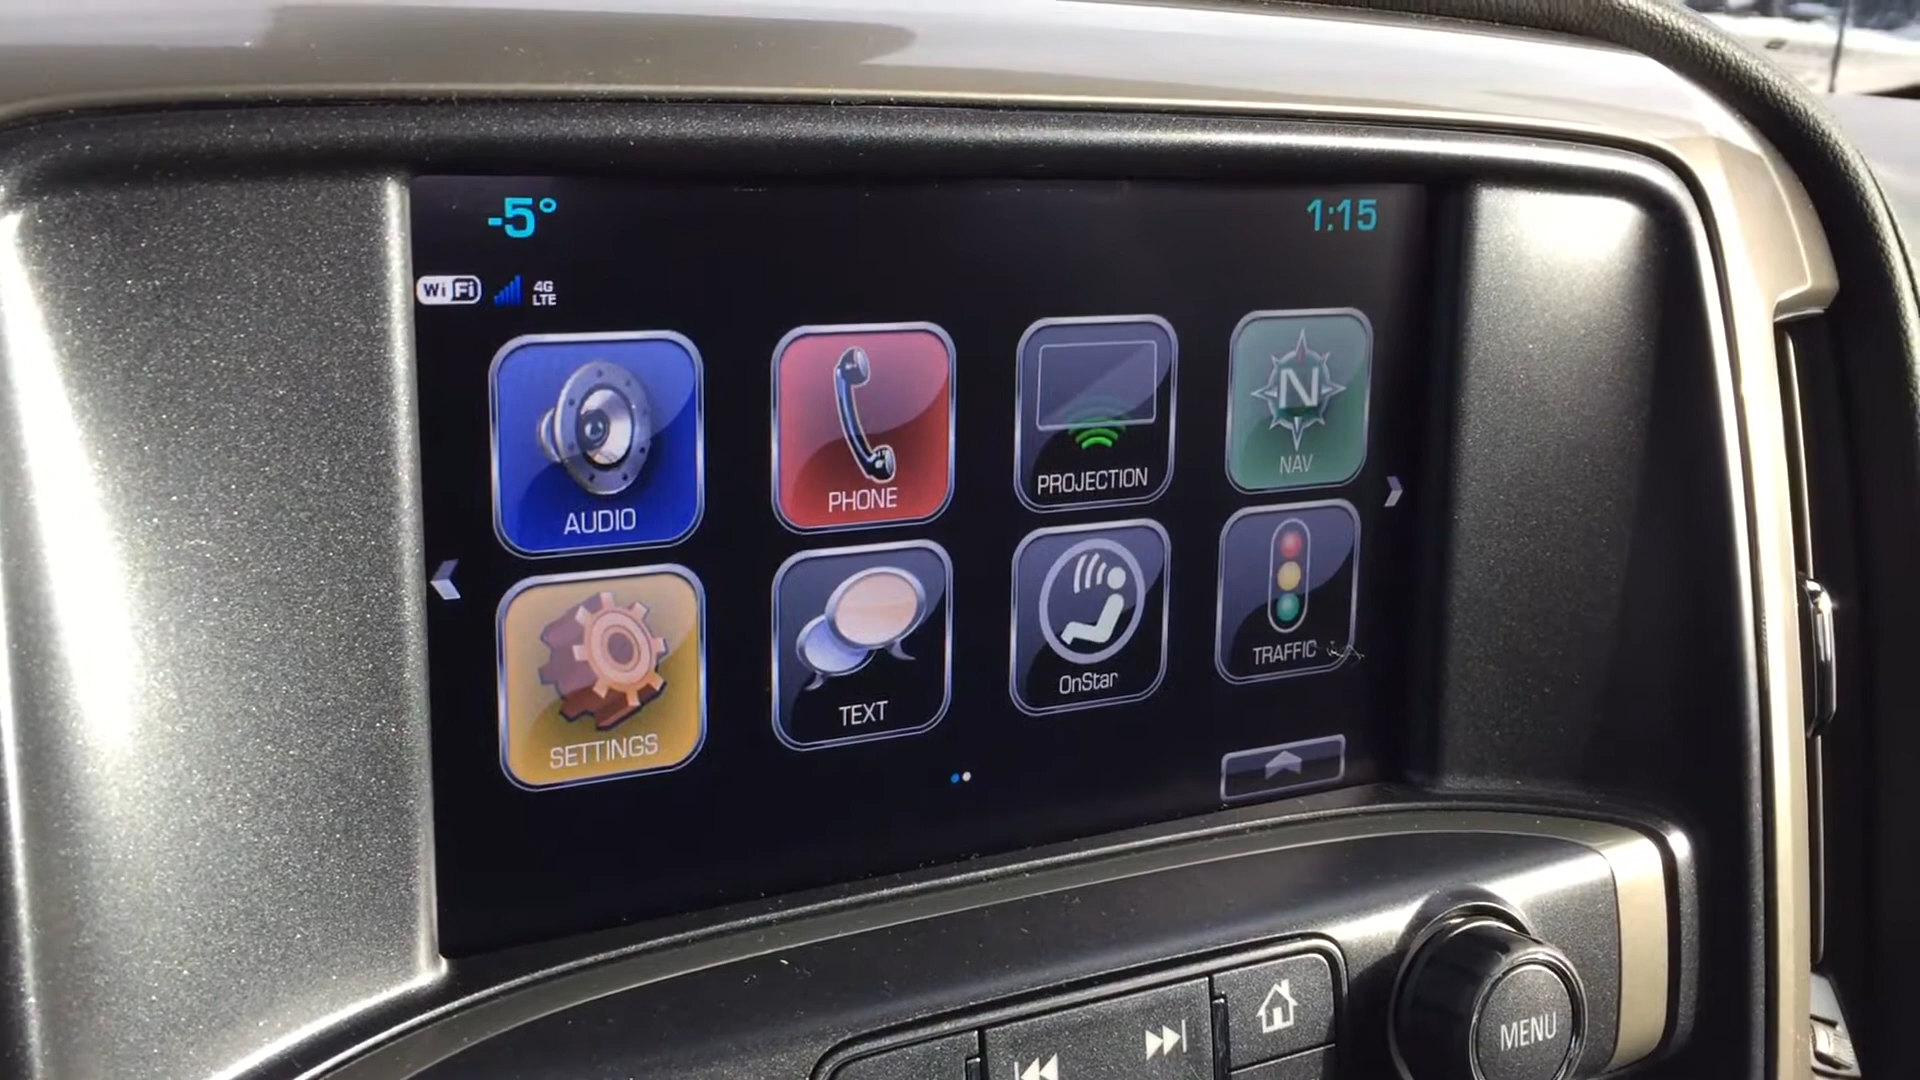 -5°
1:15
WiFi
4G
LTE
AUDIO
PHONE
PROJECTION
N
NAV
SETTINGS
TEXT
OnStar
TRAFFIC
MENU